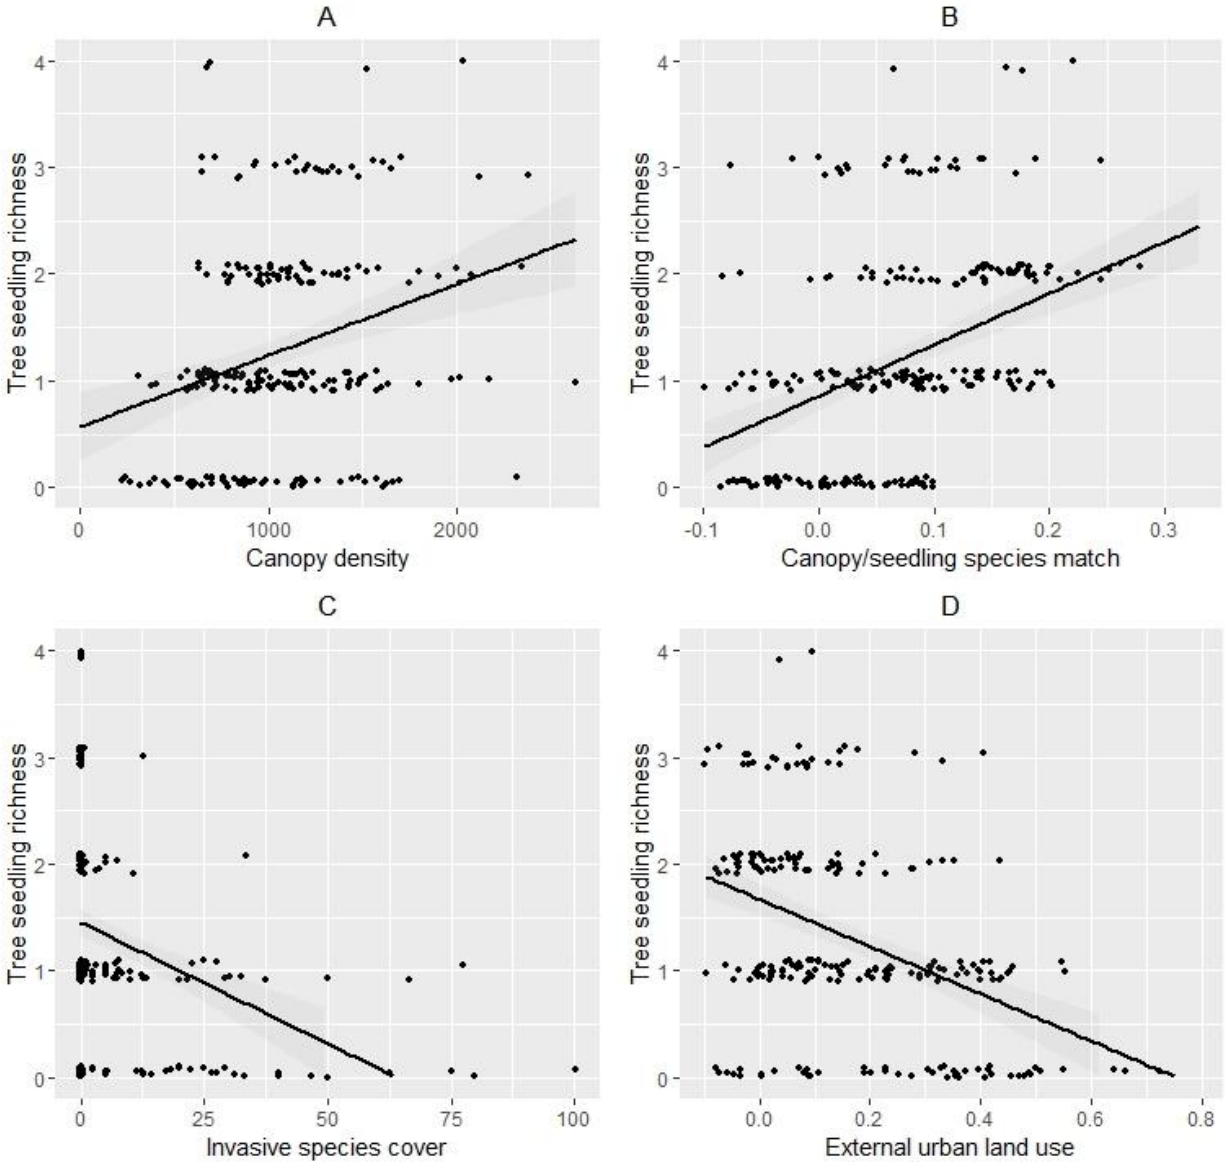 A
Tree seedling richness
4
3
2
1
0
0 1000 2000
Canopy density
B
Tree seedling richness
4
3
2
1
0
-0.1 0.0 0.1 0.2 0.3
Canopy/seedling species match
C
Tree seedling richness
4
3
2
1
0
0 25 50 75 100
Invasive species cover
D
Tree seedling richness
4
3
2
1
0
0.0 0.2 0.4 0.6 0.8
External urban land use